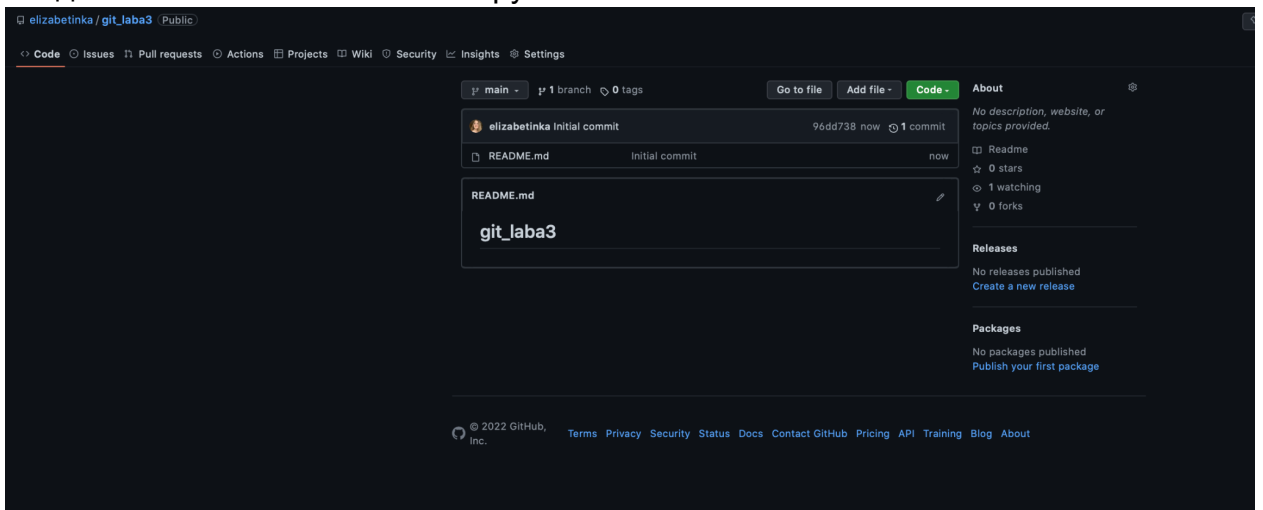 elizabetinka / git_laba3 Public
Code Issues Pull requests Actions Projects Wiki Security Insights Settings
main 1 branch 0 tags Go to file Add file Code
elizabetinka Initial commit 96dd738 now 1 commit
README.md Initial commit now
README.md
git_laba3
About
No description, website, or
topics provided.
Readme
0 stars
1 watching
0 forks
Releases
No releases published
Create a new release
Packages
No packages published
Publish your first package
© 2022 GitHub,
Inc.
Terms Privacy Security Status Docs Contact GitHub Pricing API Training Blog About